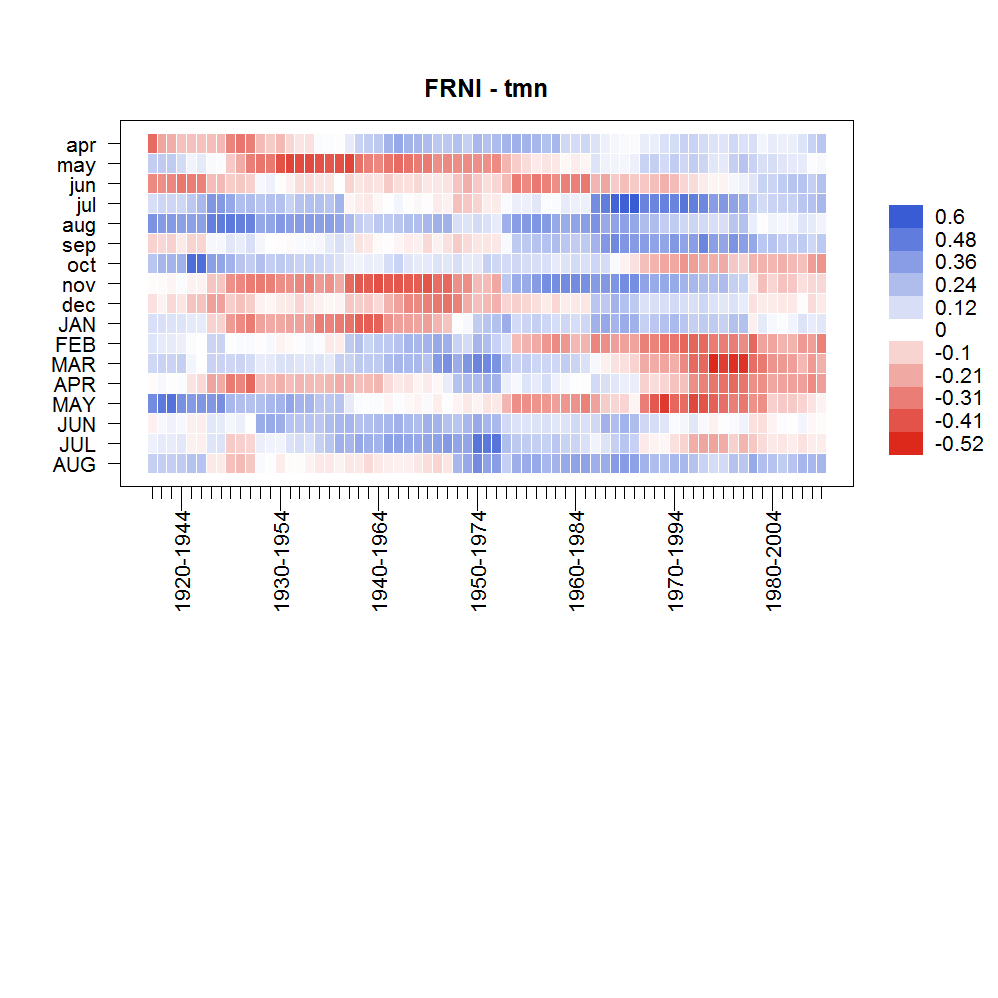 FRNI - tmn
apr
may
jun
jul
aug
sep
oct
nov
dec
JAN
FEB
MAR
APR
MAY
JUN
JUL
AUG
0.6
0.48
0.36
0.24
0.12
0
-0.1
-0.21
-0.31
-0.41
-0.52
1920-1944
1930-1954
1940-1964
1950-1974
1960-1984
1970-1994
1980-2004